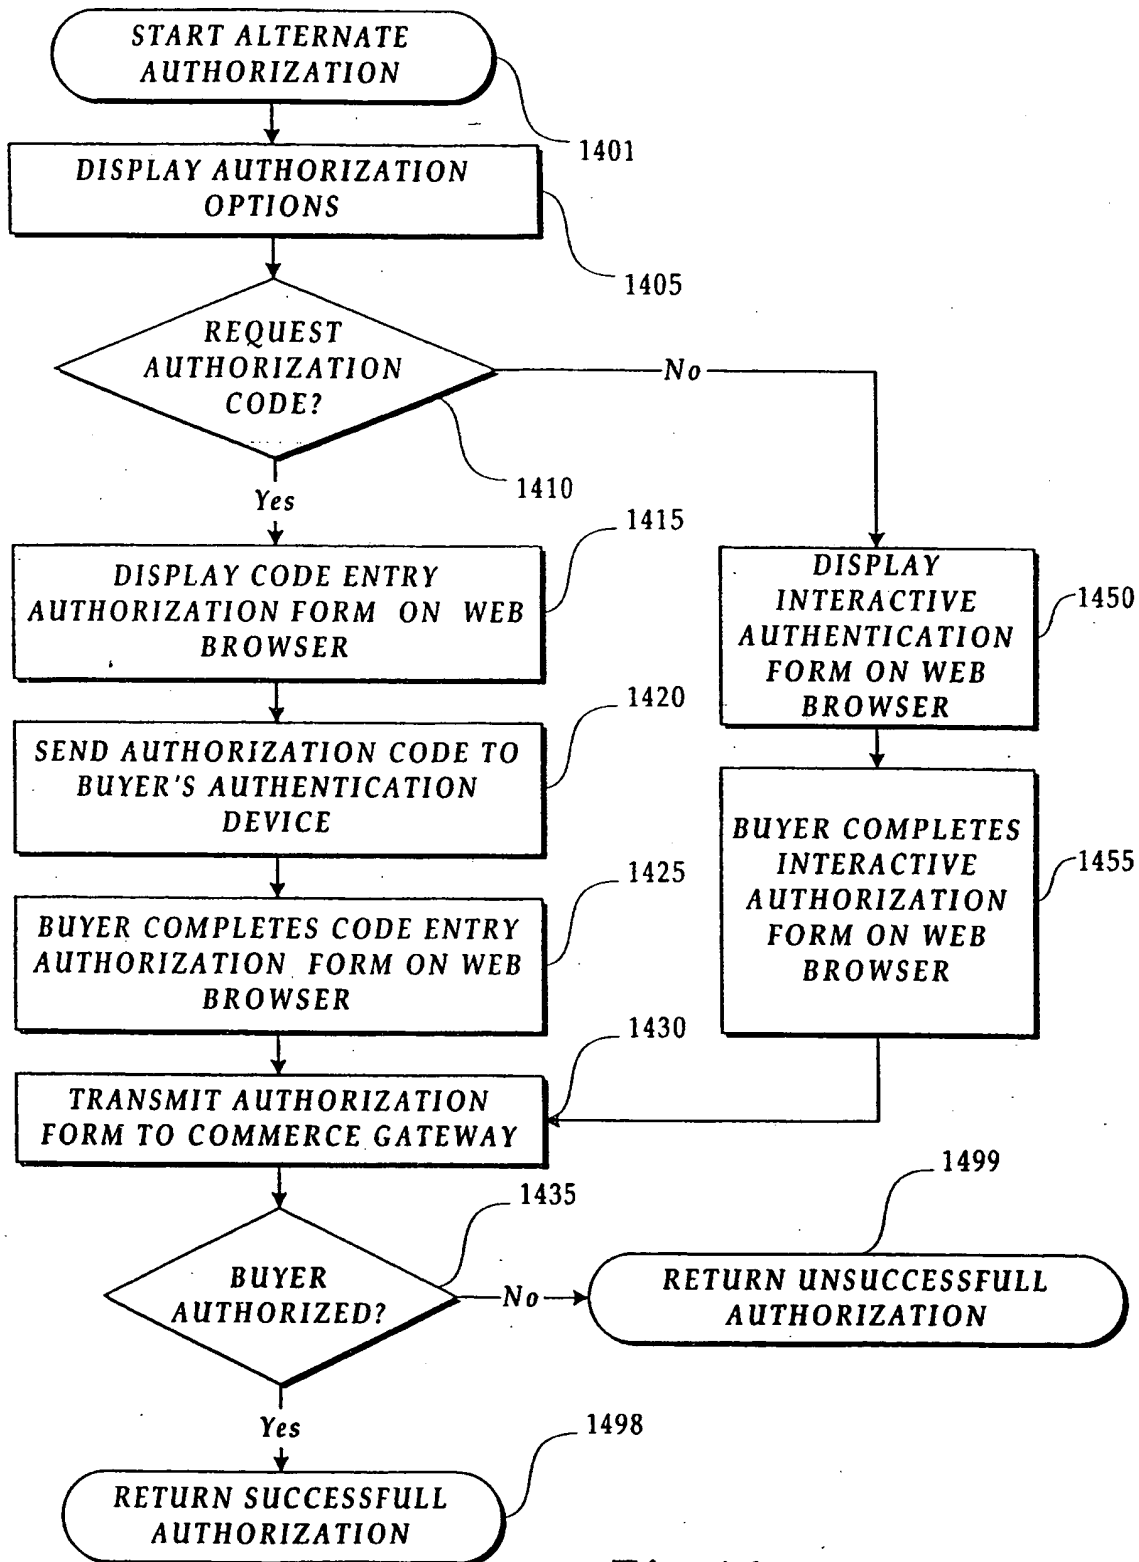 START ALTERNATE
AUTHORIZATION
1401
DISPLAY AUTHORIZATION
OPTIONS
1405
REQUEST
AUTHORIZATION
CODE?
No
1410
Yes
1415
DISPLAY CODE ENTRY
AUTHORIZATION FORM ON WEB
BROWSER
DISPLAY
INTERACTIVE
AUTHENTICATION
FORM ON WEB
BROWSER
1450
1420
SEND AUTHORIZATION CODE TO
BUYER'S AUTHENTICATION
DEVICE
BUYER COMPLETES
INTERACTIVE
AUTHORIZATION
FORM ON WEB
BROWSER
1455
1425
BUYER COMPLETES CODE ENTRY
AUTHORIZATION FORM ON WEB
BROWSER
1430
TRANSMIT AUTHORIZATION
FORM TO COMMERCE GATEWAY
1435
1499
BUYER
AUTHORIZED?
No
RETURN UNSUCCESSFULL
AUTHORIZATION
Yes
1498
RETURN SUCCESSFULL
AUTHORIZATION